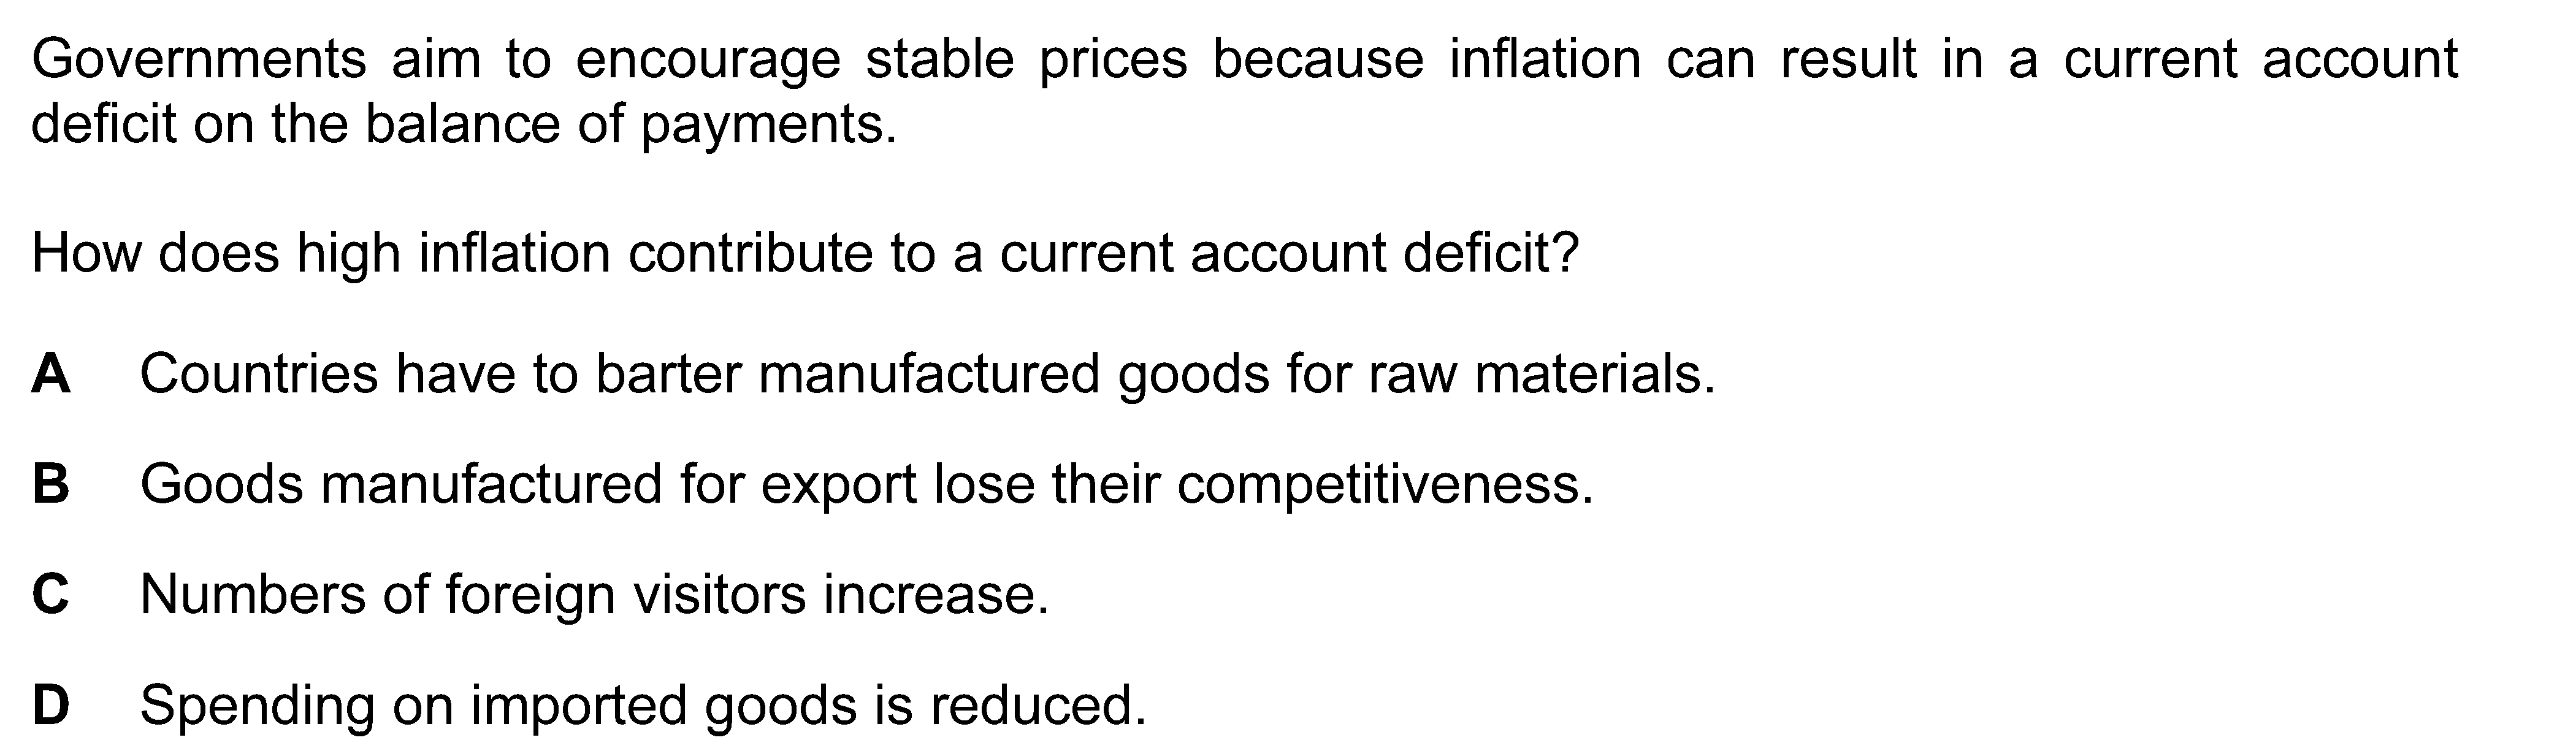 Governments aim to encourage stable prices because inflation can result in a current account
deficit on the balance of payments.
How does high inflation contribute to a current account deficit?
A Countries have to barter manufactured goods for raw materials.
B Goods manufactured for export lose their competitiveness.
C Numbers of foreign visitors increase.
D Spending on imported goods is reduced.